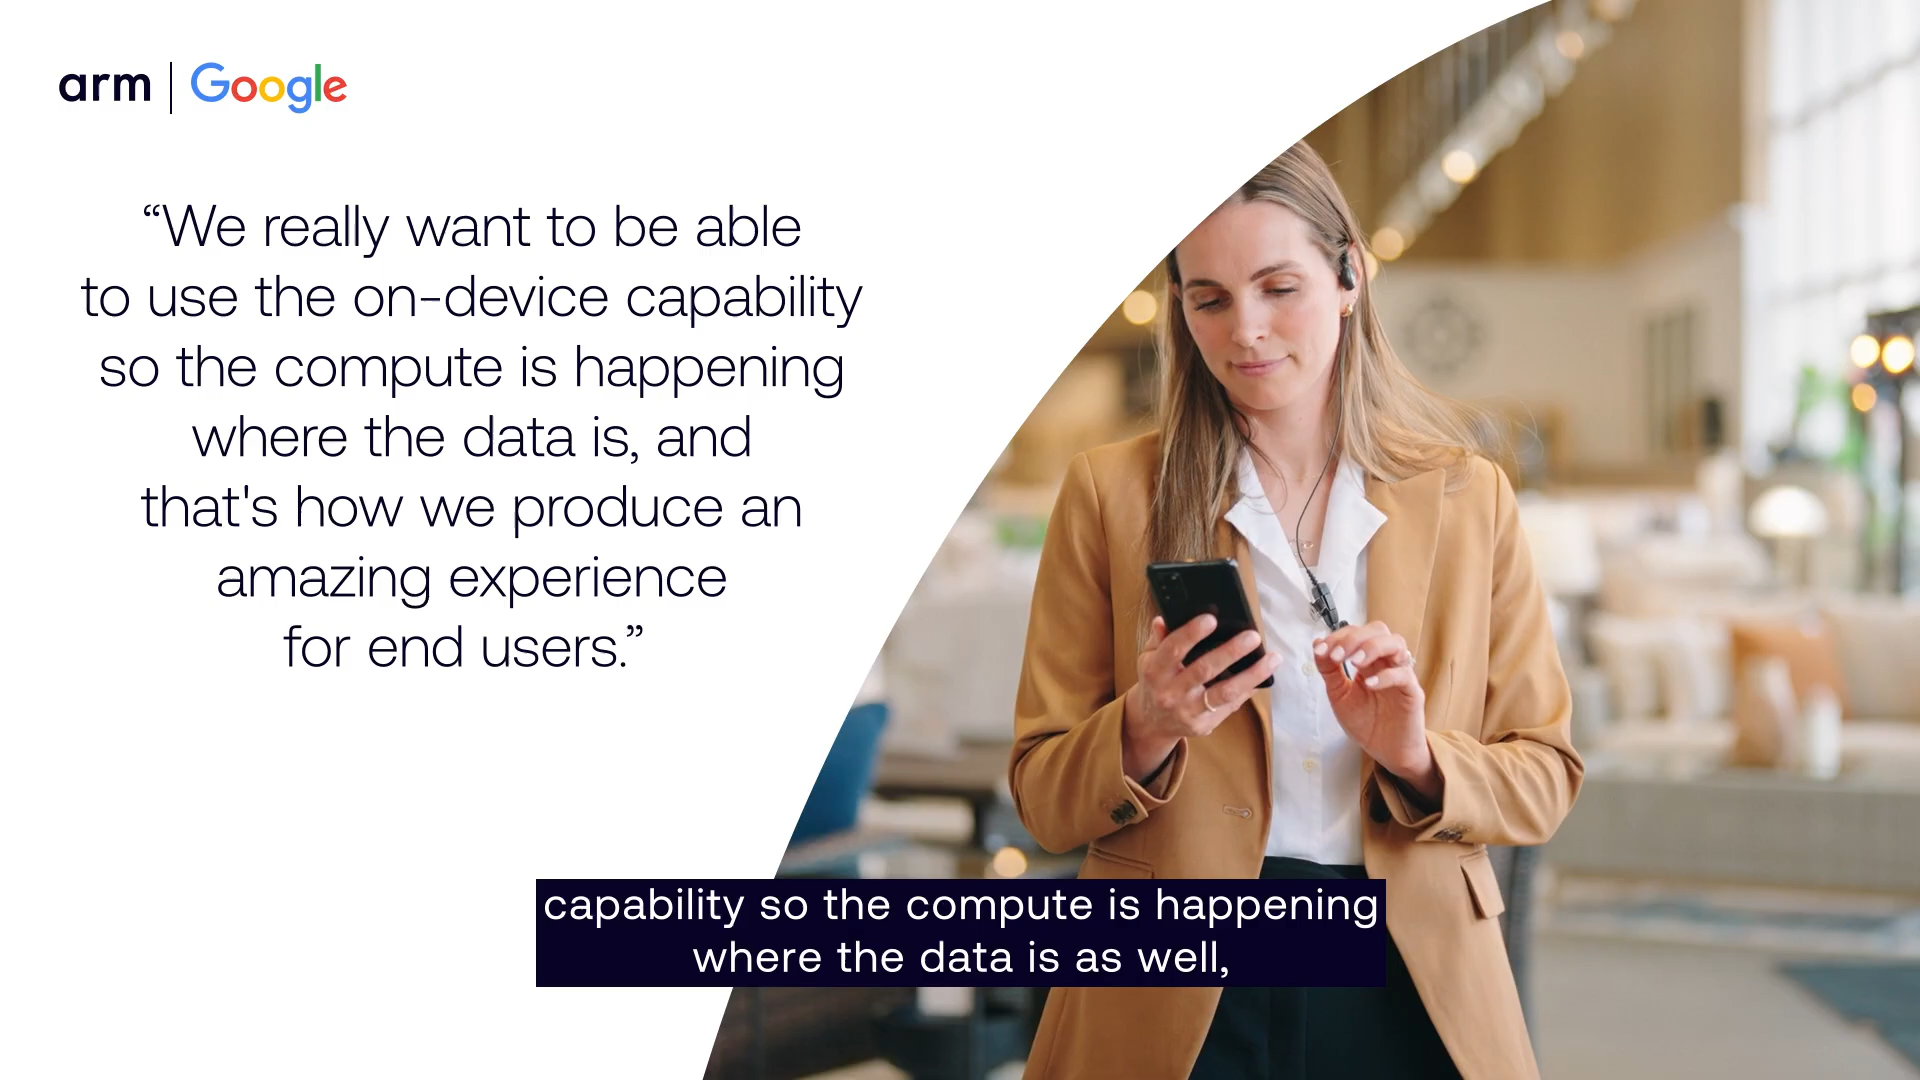 arm | Google
“We really want to be able
to use the on-device capability
so the compute is happening
where the data is, and
that's how we produce an
amazing experience
for end users.”
capability so the compute is happening
where the data is as well,